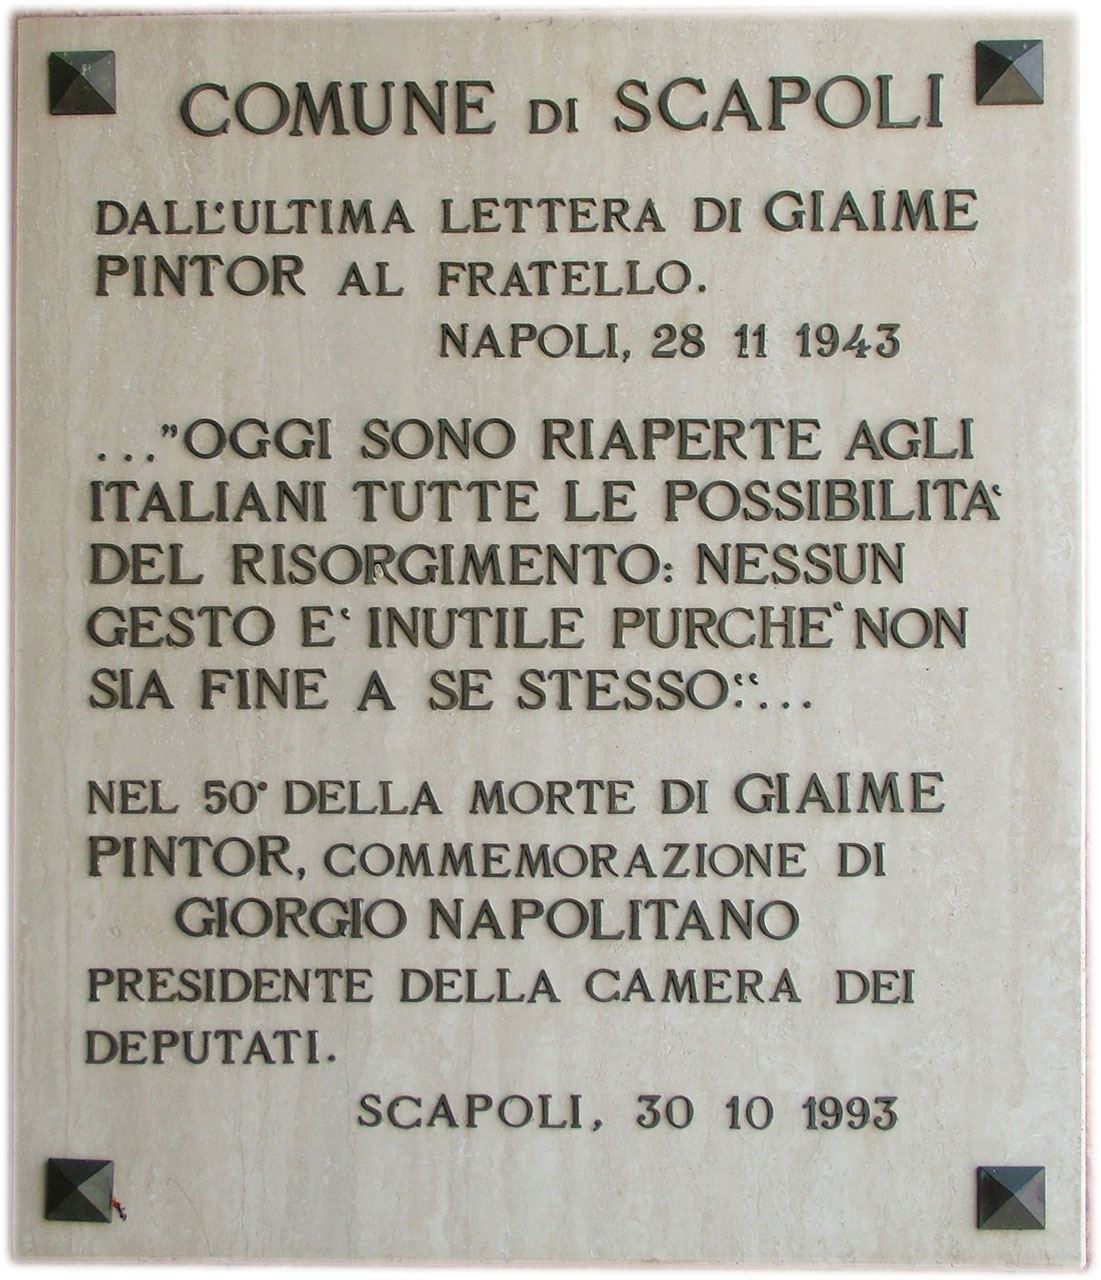 COMUNE DI SCAPOLI
DALL'ULTIMA LETTERA DI GIAIME
PINTOR AL FRATELLO.
NAPOLI, 28 11 1943
..."OGGI SONO RIAPERTE AGLI
ITALIANI TUTTE LE POSSIBILITA'
DEL RISORGIMENTO: NESSUN
GESTO E' INUTILE PURCHE' NON
SIA FINE A SE STESSO."...
NEL 50° DELLA MORTE DI GIAIME
PINTOR, COMMEMORAZIONE DI
GIORGIO NAPOLITANO
PRESIDENTE DELLA CAMERA DEI
DEPUTATI.
SCAPOLI, 30 10 1993